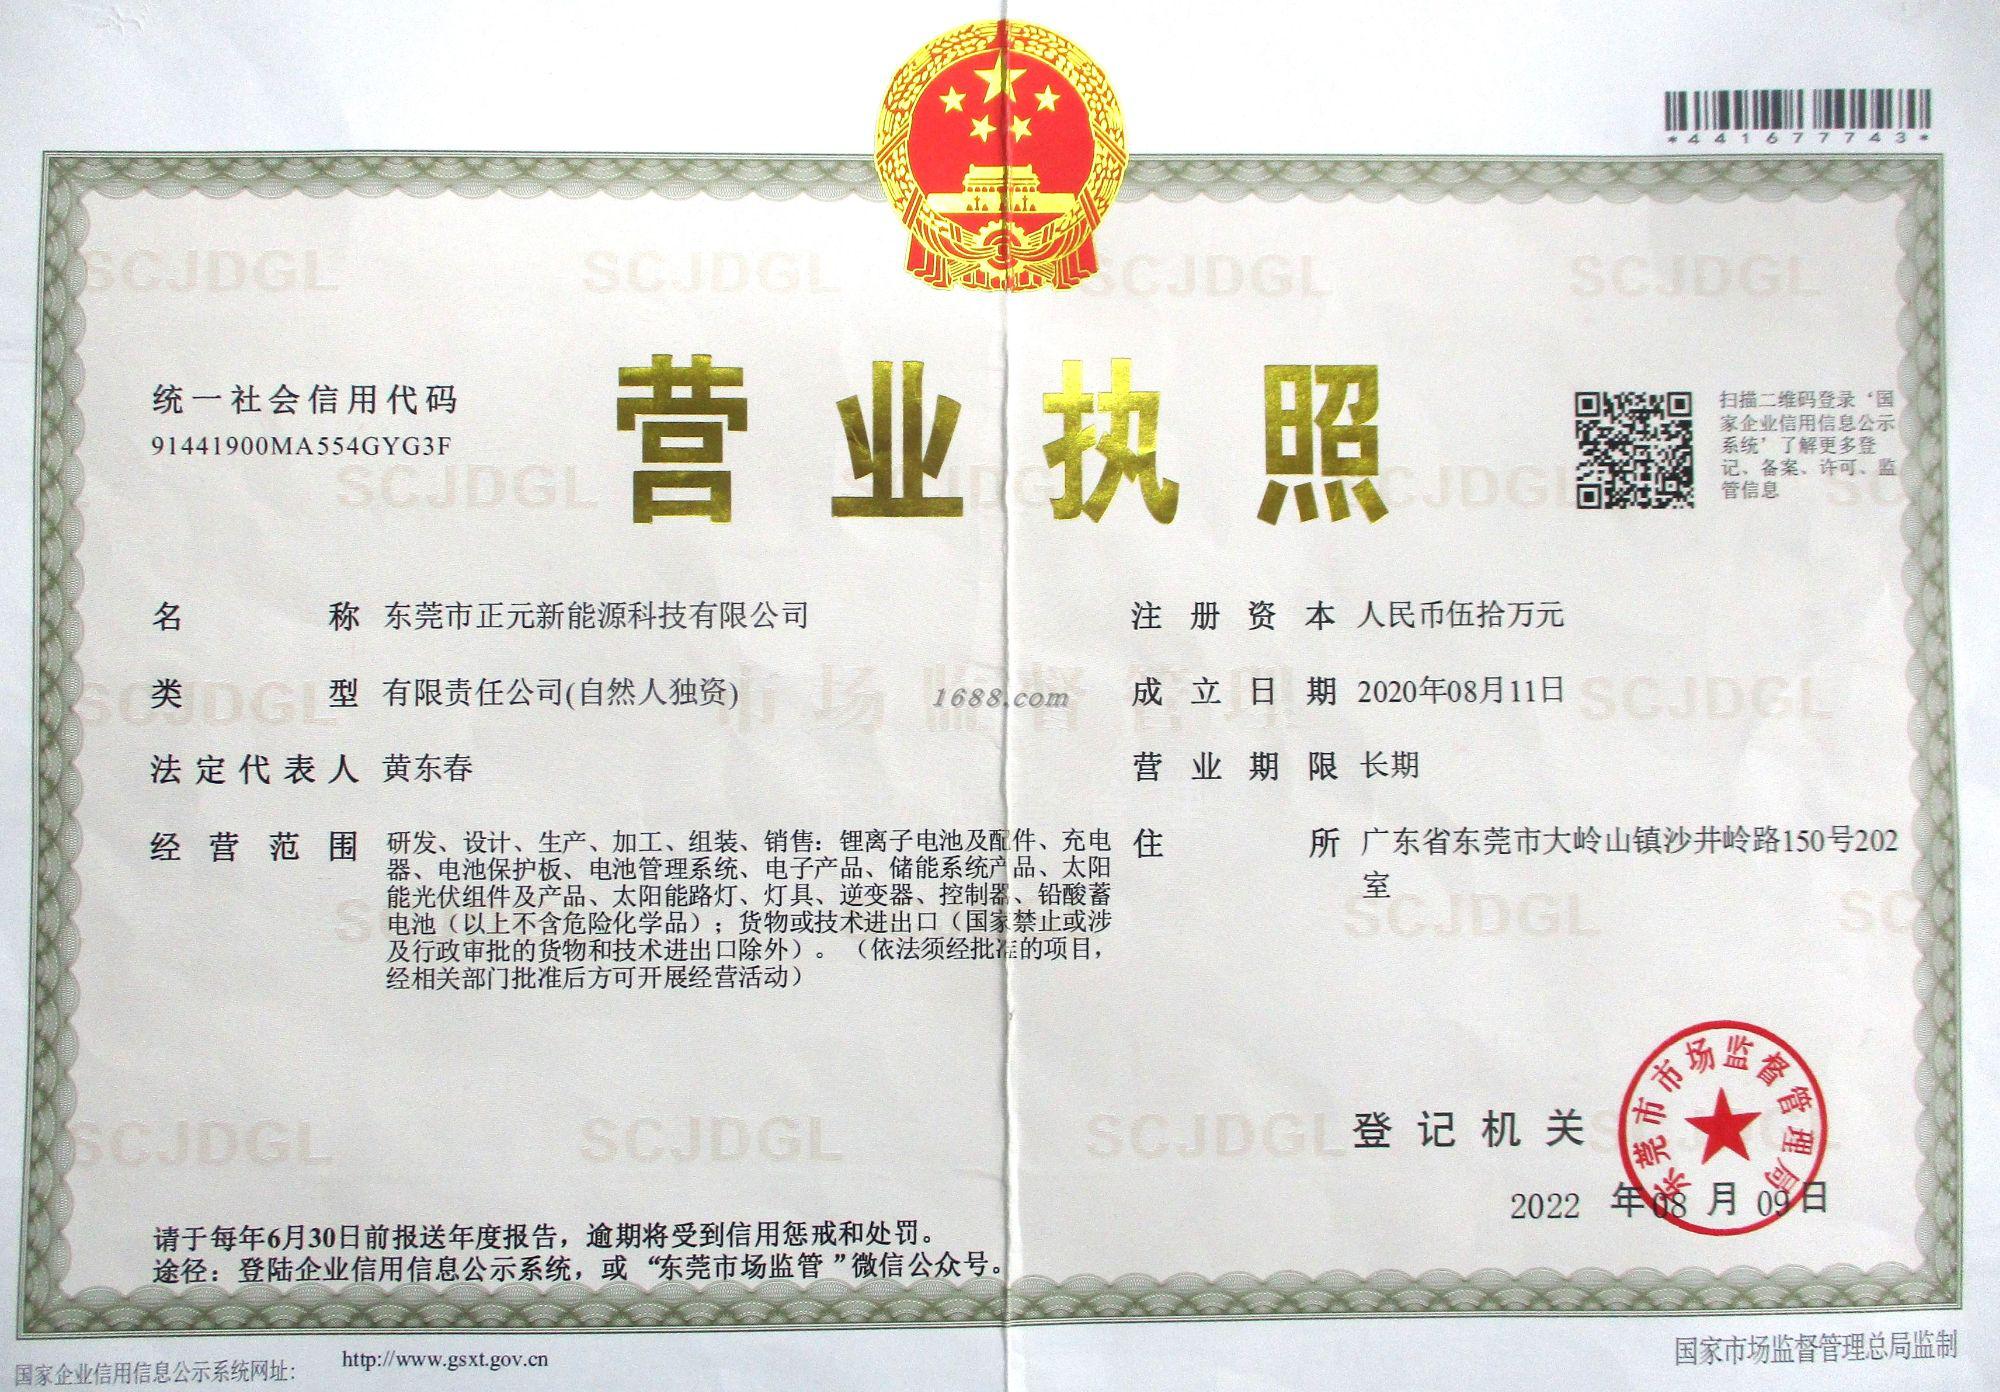 *441677743*
SCJDGL SCJDGL SCJDGL SCJDGL
营业执照
统一社会信用代码
91441900MA554GYG3F
扫描二维码登录‘国
家企业信用信息公示
系统’了解更多登
记、备案、许可、监
管信息
名称 东莞市正元新能源科技有限公司
类型 有限责任公司(自然人独资)
法定代表人 黄东春
经营范围 研发、设计、生产、加工、组装、销售：锂离子电池及配件、充电
器、电池保护板、电池管理系统、电子产品、储能系统产品、太阳
能光伏组件及产品、太阳能路灯、灯具、逆变器、控制器、铅酸蓄
电池（以上不含危险化学品）；货物或技术进出口（国家禁止或涉
及行政审批的货物和技术进出口除外）。（依法须经批准的项目，
经相关部门批准后方可开展经营活动）
注册资本 人民币伍拾万元
成立日期 2020年08月11日
营业期限 长期
住所 广东省东莞市大岭山镇沙井岭路150号202
室
市场监督管理
1688.com
登记机关
东莞市市场监督管理局
2022 年 08 月 09 日
请于每年6月30日前报送年度报告，逾期将受到信用惩戒和处罚。
途径：登陆企业信用信息公示系统，或“东莞市场监管”微信公众号。
国家企业信用信息公示系统网址：
http://www.gsxt.gov.cn
国家市场监督管理总局监制